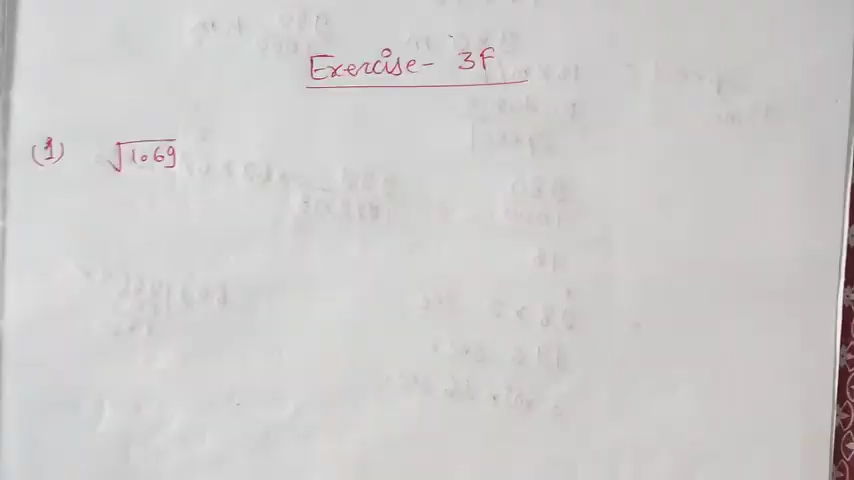 Exercise- 3F
(1) √1.69